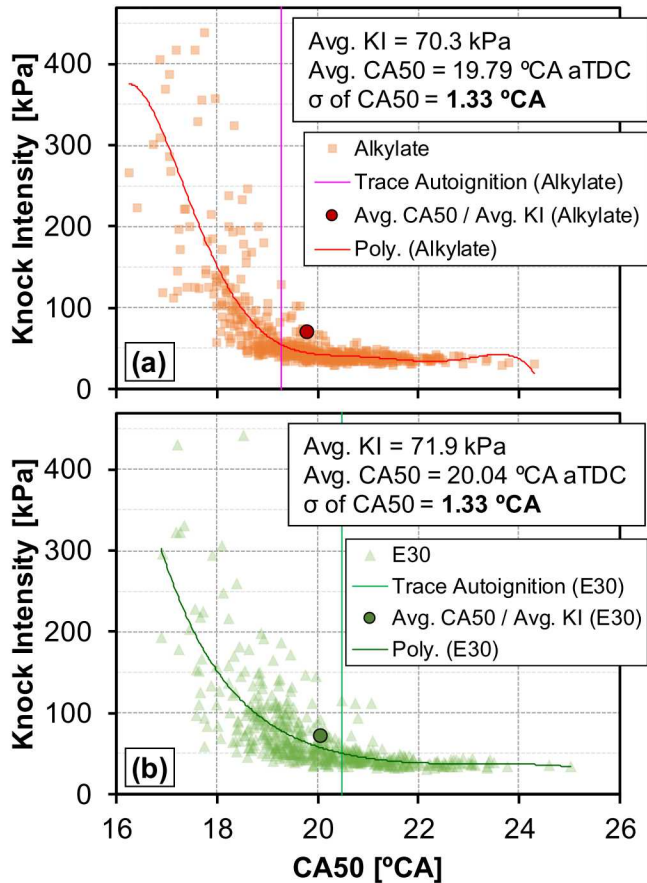 Knock Intensity [kPa]
400
300
200
100
0
Avg. KI = 70.3 kPa
Avg. CA50 = 19.79 ºCA aTDC
σ of CA50 = 1.33 ºCA
Alkylate
Trace Autoignition (Alkylate)
Avg. CA50 / Avg. KI (Alkylate)
Poly. (Alkylate)
(a)
Knock Intensity [kPa]
400
300
200
100
0
Avg. KI = 71.9 kPa
Avg. CA50 = 20.04 ºCA aTDC
σ of CA50 = 1.33 ºCA
E30
Trace Autoignition (E30)
Avg. CA50 / Avg. KI (E30)
Poly. (E30)
(b)
16 18 20 22 24 26
CA50 [ºCA]